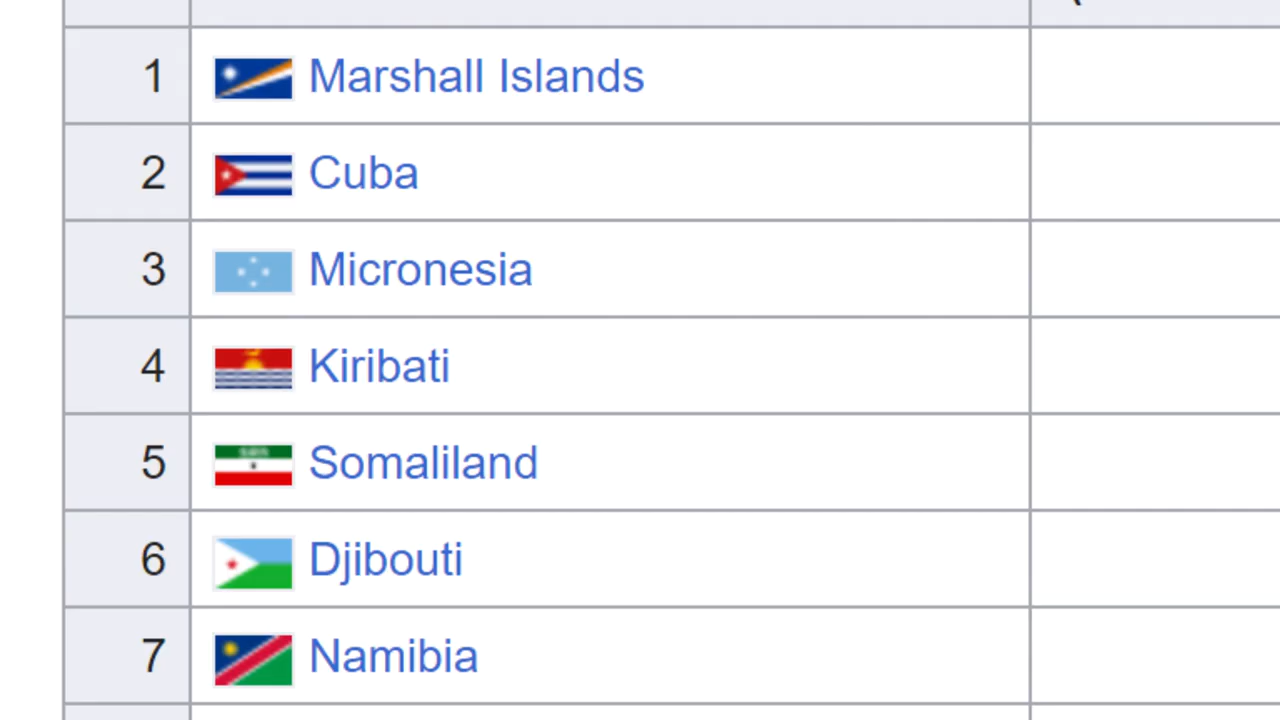 1 Marshall Islands
2 Cuba
3 Micronesia
4 Kiribati
5 Somaliland
6 Djibouti
7 Namibia